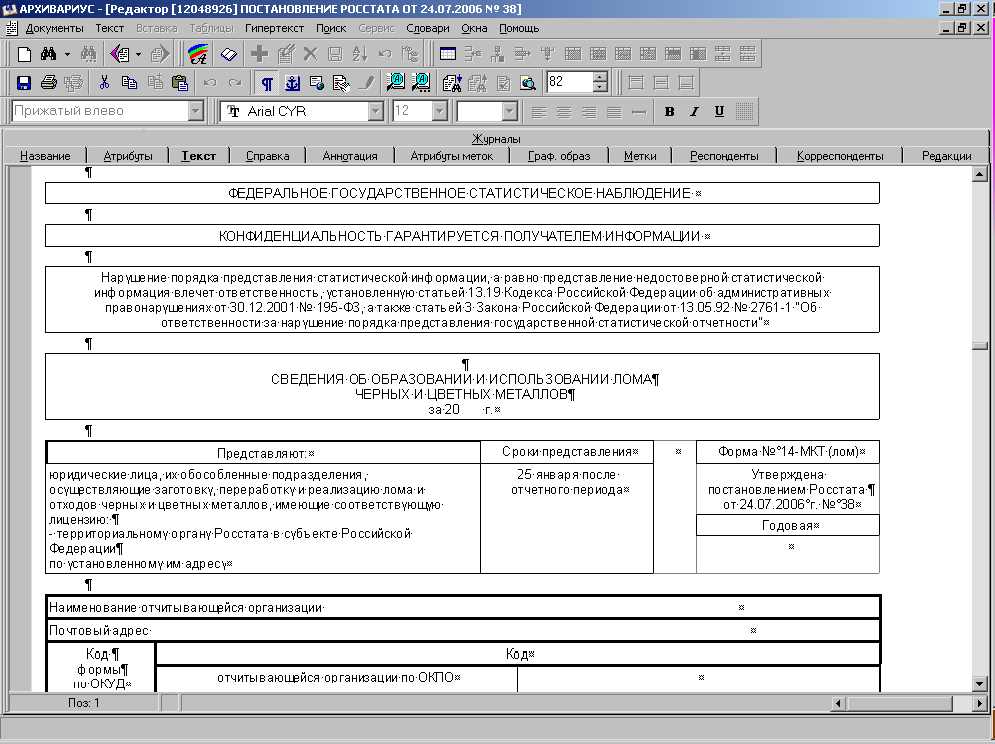 АРХИВАРИУС - [Редактор [12048926] ПОСТАНОВЛЕНИЕ РОССТАТА ОТ 24.07.2006 № 38]
Документы Текст Вставка Таблицы Гипертекст Поиск Сервис Словари Окна Помощь
82
Прижатый влево Arial CYR 12 B I U
Журналы
Название Атрибуты Текст Справка Аннотация Атрибуты меток Граф. образ Метки Респонденты Корреспонденты Редакции
¶
ФЕДЕРАЛЬНОЕ·ГОСУДАРСТВЕННОЕ·СТАТИСТИЧЕСКОЕ·НАБЛЮДЕНИЕ·¤
¶
КОНФИДЕНЦИАЛЬНОСТЬ·ГАРАНТИРУЕТСЯ·ПОЛУЧАТЕЛЕМ·ИНФОРМАЦИИ·¤
¶
Нарушение·порядка·представления·статистической·информации,·а·равно·представление·недостоверной·статистической·
информация·влечет·ответственность,·установленную·статьей·13.19·Кодекса·Российской·Федерации·об·административных·
правонарушениях·от·30.12.2001·№·195-ФЗ,·а·также·статьей·3·Закона·Российской·Федерации·от·13.05.92·№·2761-1·"Об·
ответственности·за·нарушение·порядка·представления·государственной·статистической·отчетности"¤
¶
¶
СВЕДЕНИЯ·ОБ·ОБРАЗОВАНИИ·И·ИСПОЛЬЗОВАНИИ·ЛОМА¶
ЧЕРНЫХ·И·ЦВЕТНЫХ·МЕТАЛЛОВ¶
за·20 ·г.¤
¶
Представляют:¤ Сроки·представления¤ ¤ Форма·№°14-МКТ·(лом)¤
юридические·лица,·их·обособленные·подразделения,·
осуществляющие·заготовку,·переработку·и·реализацию·лома·и·
отходов·черных·и·цветных·металлов,·имеющие·соответствующую·
лицензию:·¶
-·территориальному·органу·Росстата·в·субъекте·Российской·
Федерации¶
по·установленному·им·адресу¤
25·января·после·
отчетного·периода¤
Утверждена·
постановлением·Росстата·¶
от·24.07.2006°г.·№°38¤
Годовая¤
¤
¶
Наименование·отчитывающейся·организации· ¤
Почтовый·адрес· ¤
Код·¶
формы¶
по·ОКУД¤
Код¤
отчитывающейся·организации·по·ОКПО¤ ¤
Поз: 1